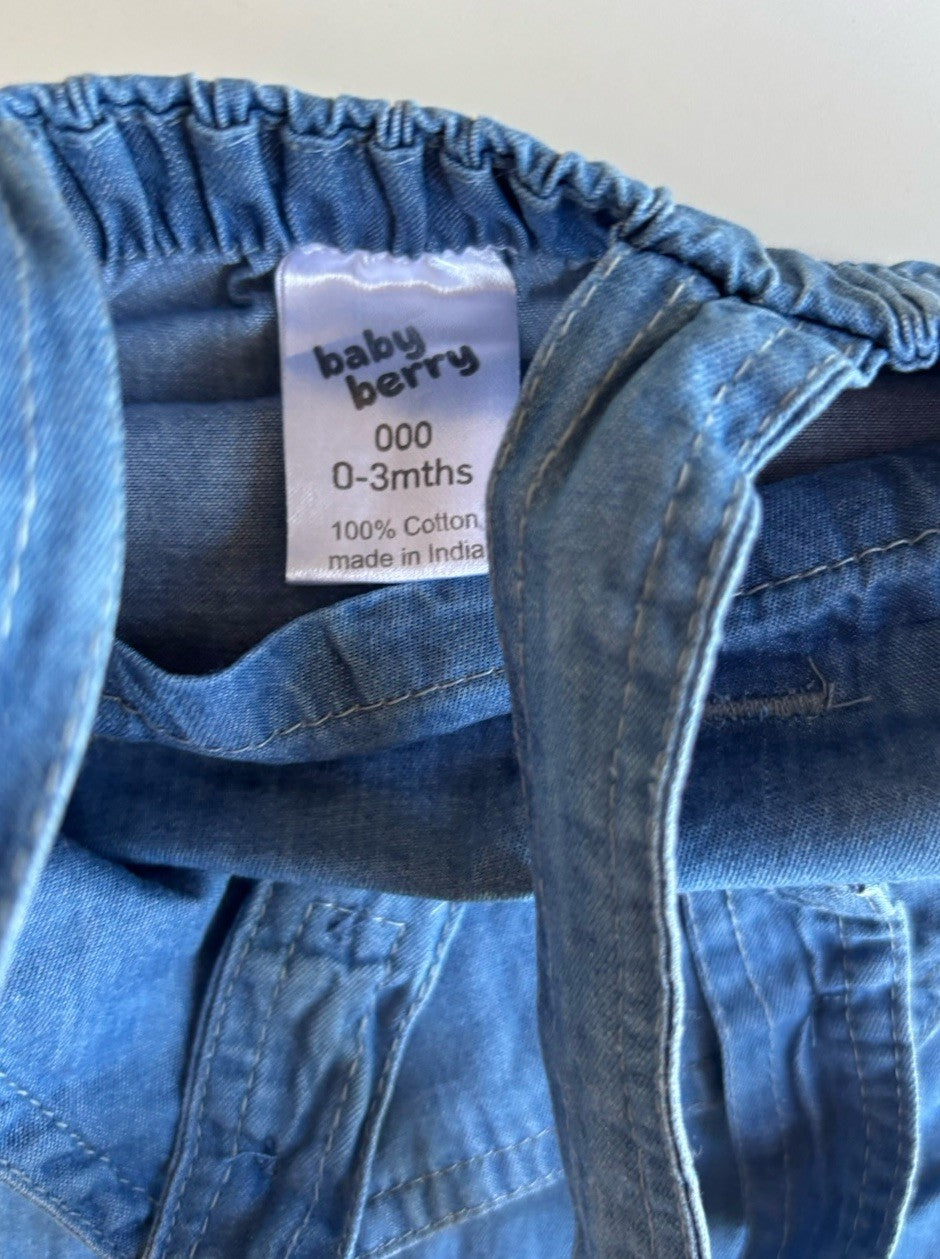 baby
berry
000
0-3mths
100% Cotton
made in India